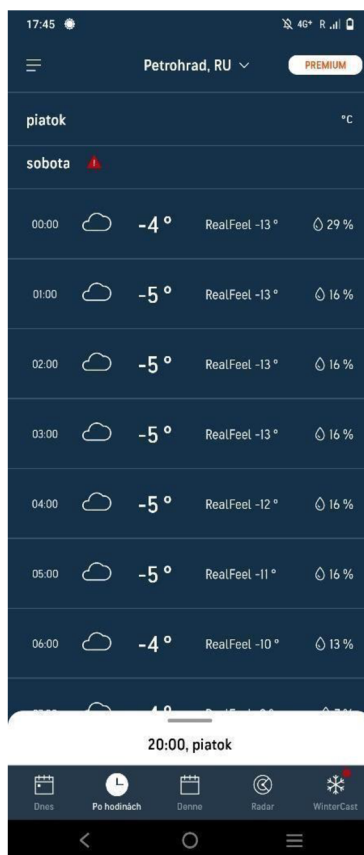 17:45 4G+ R
Petrohrad, RU PREMIUM
piatok °C
sobota
00:00 -4° RealFeel -13° 29 %
01:00 -5° RealFeel -13° 16 %
02:00 -5° RealFeel -13° 16 %
03:00 -5° RealFeel -13° 16 %
04:00 -5° RealFeel -12° 16 %
05:00 -5° RealFeel -11° 16 %
06:00 -4° RealFeel -10° 13 %
20:00, piatok
Dnes Po hodinách Denne Radar WinterCast